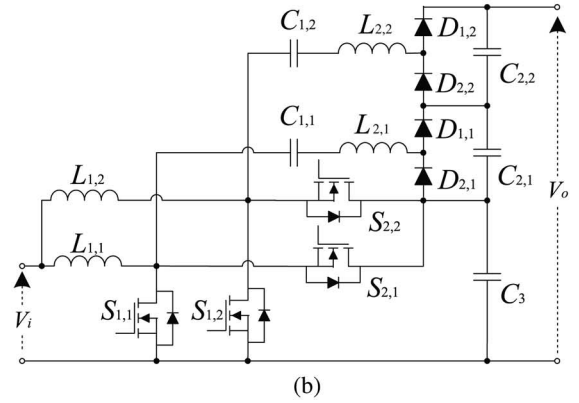 C1,2
L2,2
D1,2
D2,2
C2,2
C1,1
L2,1
D1,1
D2,1
C2,1
L1,2
S2,2
Vo
L1,1
S2,1
C3
Vi
S1,1
S1,2
(b)